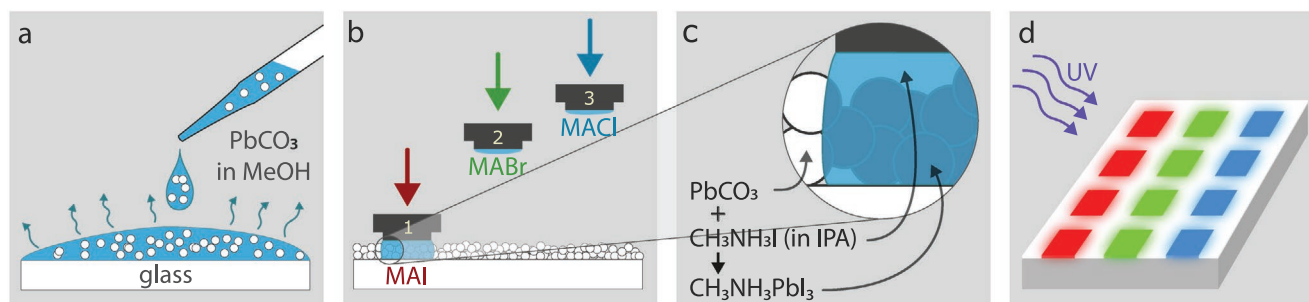 a
PbCO₃
in MeOH
glass
b
1
MAI
2
MABr
3
MACl
c
PbCO₃
+
CH₃NH₃I (in IPA)
CH₃NH₃PbI₃
d
UV